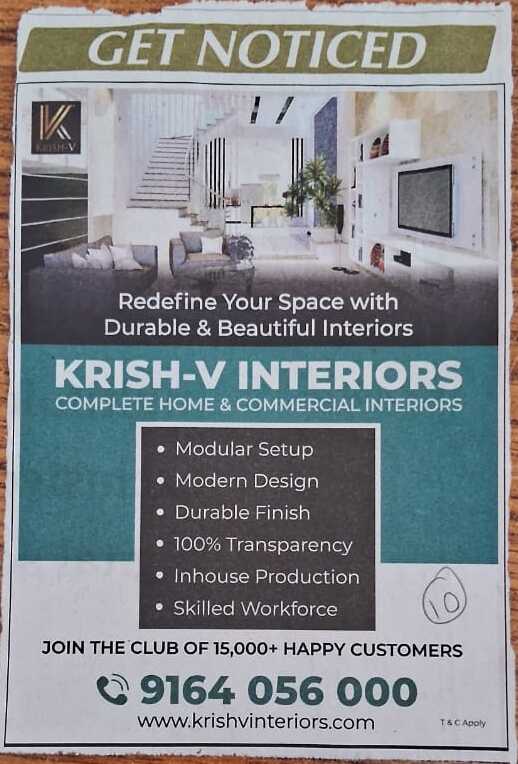 GET NOTICED
KRISH-V
Redefine Your Space with
Durable & Beautiful Interiors
KRISH-V INTERIORS
COMPLETE HOME & COMMERCIAL INTERIORS
• Modular Setup
• Modern Design
• Durable Finish
• 100% Transparency
• Inhouse Production
• Skilled Workforce
10
JOIN THE CLUB OF 15,000+ HAPPY CUSTOMERS
9164 056 000
www.krishvinteriors.com
T & C Apply